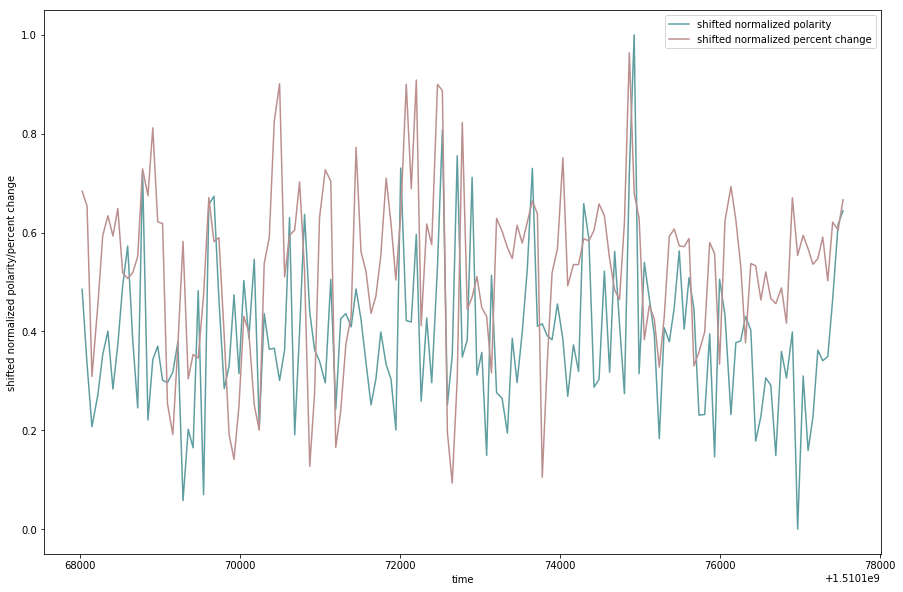 shifted normalized polarity
shifted normalized percent change
shifted normalized polarity/percent change
1.0
0.8
0.6
0.4
0.2
0.0
68000
70000
72000
74000
76000
78000
time
+1.5101e9